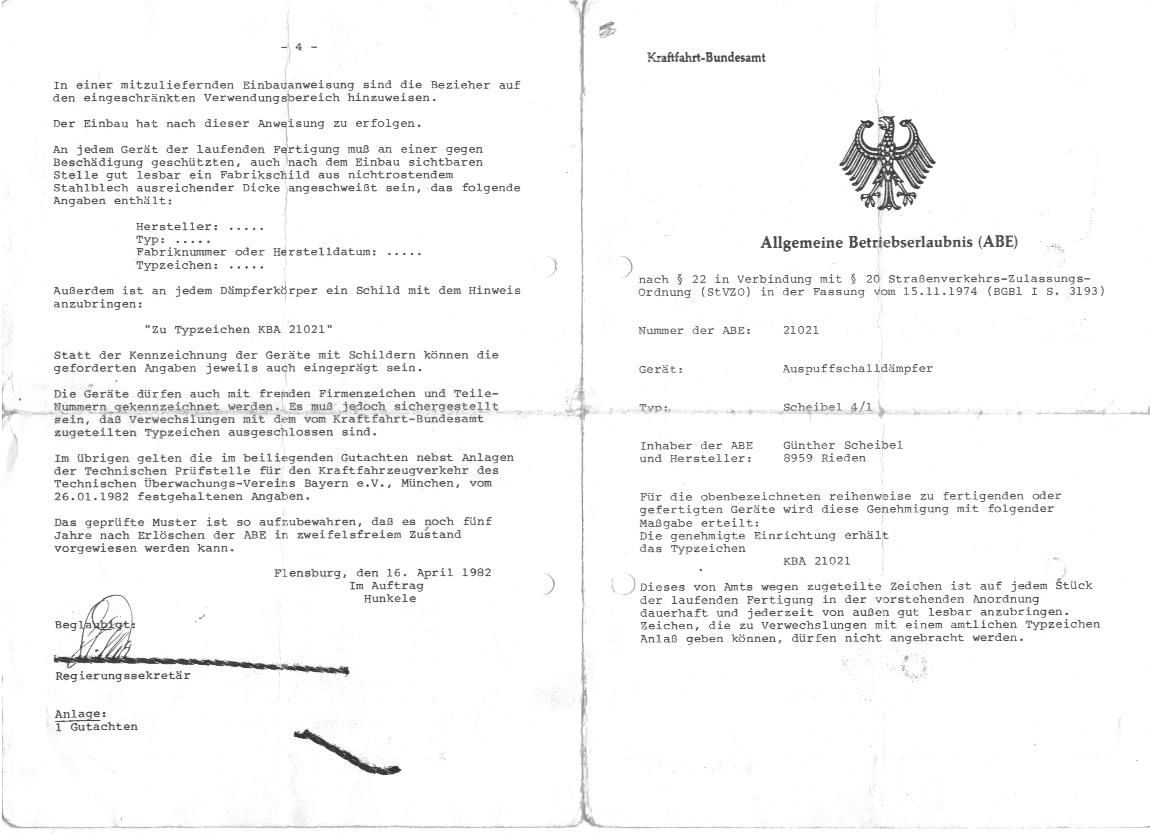 - 4 -
In einer mitzuliefernden Einbauanweisung sind die Bezieher auf
den eingeschränkten Verwendungsbereich hinzuweisen.
Der Einbau hat nach dieser Anweisung zu erfolgen.
An jedem Gerät der laufenden Fertigung muß an einer gegen
Beschädigung geschützten, auch nach dem Einbau sichtbaren
Stelle gut lesbar ein Fabrikschild aus nichtrostendem
Stahlblech ausreichender Dicke angeschweißt sein, das folgende
Angaben enthält:
Hersteller: .....
Typ: .....
Fabriknummer oder Herstelldatum: .....
Typzeichen: .....
Außerdem ist an jedem Dämpferkörper ein Schild mit dem Hinweis
anzubringen:
"Zu Typzeichen KBA 21021"
Statt der Kennzeichnung der Geräte mit Schildern können die
geforderten Angaben jeweils auch eingeprägt sein.
Die Geräte dürfen auch mit fremden Firmenzeichen und Teile-
Nummern gekennzeichnet werden. Es muß jedoch sichergestellt
sein, daß Verwechslungen mit dem vom Kraftfahrt-Bundesamt
zugeteilten Typzeichen ausgeschlossen sind.
Im übrigen gelten die im beiliegenden Gutachten nebst Anlagen
der Technischen Prüfstelle für den Kraftfahrzeugverkehr des
Technischen Überwachungs-Vereins Bayern e.V., München, vom
26.01.1982 festgehaltenen Angaben.
Das geprüfte Muster ist so aufzubewahren, daß es noch fünf
Jahre nach Erlöschen der ABE in zweifelsfreiem Zustand
vorgewiesen werden kann.
Flensburg, den 16. April 1982
Im Auftrag
Hunkele
Beglaubigt:
Regierungssekretär
Anlage:
1 Gutachten
Kraftfahrt-Bundesamt
Allgemeine Betriebserlaubnis (ABE)
nach § 22 in Verbindung mit § 20 Straßenverkehrs-Zulassungs-
Ordnung (StVZO) in der Fassung vom 15.11.1974 (BGBl I S. 3193)
Nummer der ABE: 21021
Gerät: Auspuffschalldämpfer
Typ: Scheibel 4/1
Inhaber der ABE Günther Scheibel
und Hersteller: 8959 Rieden
Für die obenbezeichneten reihenweise zu fertigenden oder
gefertigten Geräte wird diese Genehmigung mit folgender
Maßgabe erteilt:
Die genehmigte Einrichtung erhält
das Typzeichen
KBA 21021
Dieses von Amts wegen zugeteilte Zeichen ist auf jedem Stück
der laufenden Fertigung in der vorstehenden Anordnung
dauerhaft und jederzeit von außen gut lesbar anzubringen.
Zeichen, die zu Verwechslungen mit einem amtlichen Typzeichen
Anlaß geben können, dürfen nicht angebracht werden.